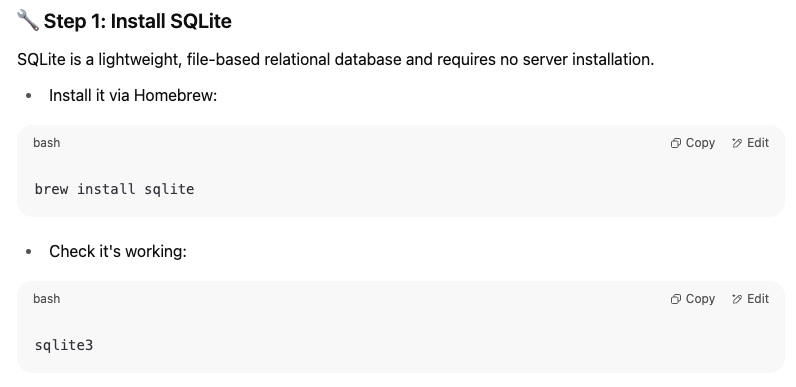 🔧 Step 1: Install SQLite
SQLite is a lightweight, file-based relational database and requires no server installation.
• Install it via Homebrew:
bash Copy Edit
brew install sqlite
• Check it's working:
bash Copy Edit
sqlite3